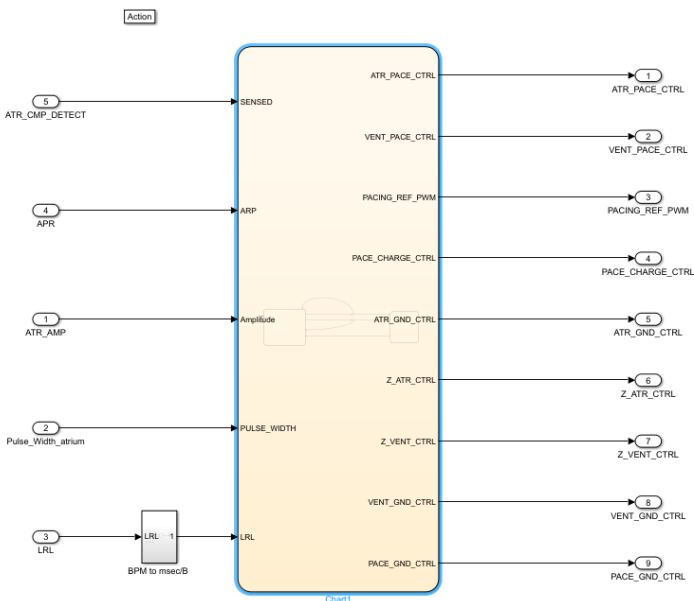 Action
5
ATR_CMP_DETECT
SENSED
ATR_PACE_CTRL
1
ATR_PACE_CTRL
VENT_PACE_CTRL
2
VENT_PACE_CTRL
4
APR
ARP
PACING_REF_PWM
3
PACING_REF_PWM
PACE_CHARGE_CTRL
4
PACE_CHARGE_CTRL
1
ATR_AMP
Amplitude
ATR_GND_CTRL
5
ATR_GND_CTRL
Z_ATR_CTRL
6
Z_ATR_CTRL
2
Pulse_Width_atrium
PULSE_WIDTH
Z_VENT_CTRL
7
Z_VENT_CTRL
VENT_GND_CTRL
8
VENT_GND_CTRL
3
LRL
LRL 1
BPM to msec/B
LRL
PACE_GND_CTRL
9
PACE_GND_CTRL
Chart1